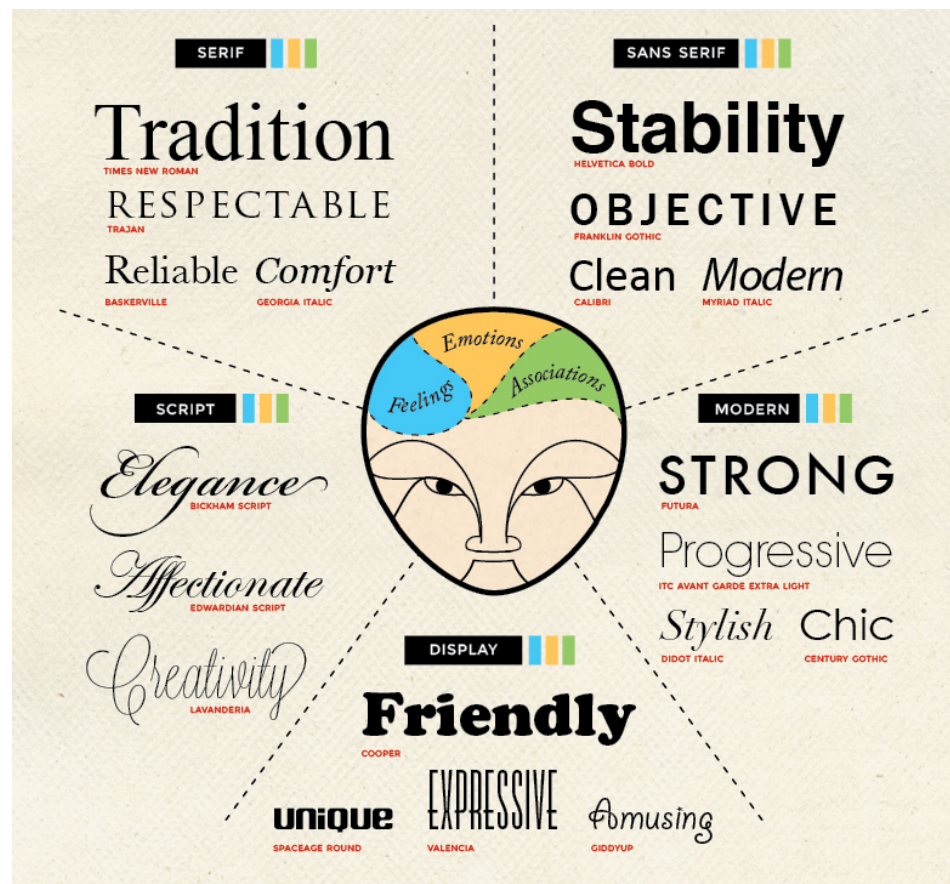 SERIF
Tradition
TIMES NEW ROMAN
RESPECTABLE
TRAJAN
Reliable Comfort
BASKERVILLE GEORGIA ITALIC
SANS SERIF
Stability
HELVETICA BOLD
OBJECTIVE
FRANKLIN GOTHIC
Clean Modern
CALIBRI MYRIAD ITALIC
Emotions
Feelings
Associations
SCRIPT
Elegance
BICKHAM SCRIPT
Affectionate
EDWARDIAN SCRIPT
Creativity
LAVANDERIA
MODERN
STRONG
FUTURA
Progressive
ITC AVANT GARDE EXTRA LIGHT
Stylish Chic
DIDOT ITALIC CENTURY GOTHIC
DISPLAY
Friendly
COOPER
UNIQUE EXPRESSIVE Amusing
SPACEAGE ROUND VALENCIA GIDDYUP